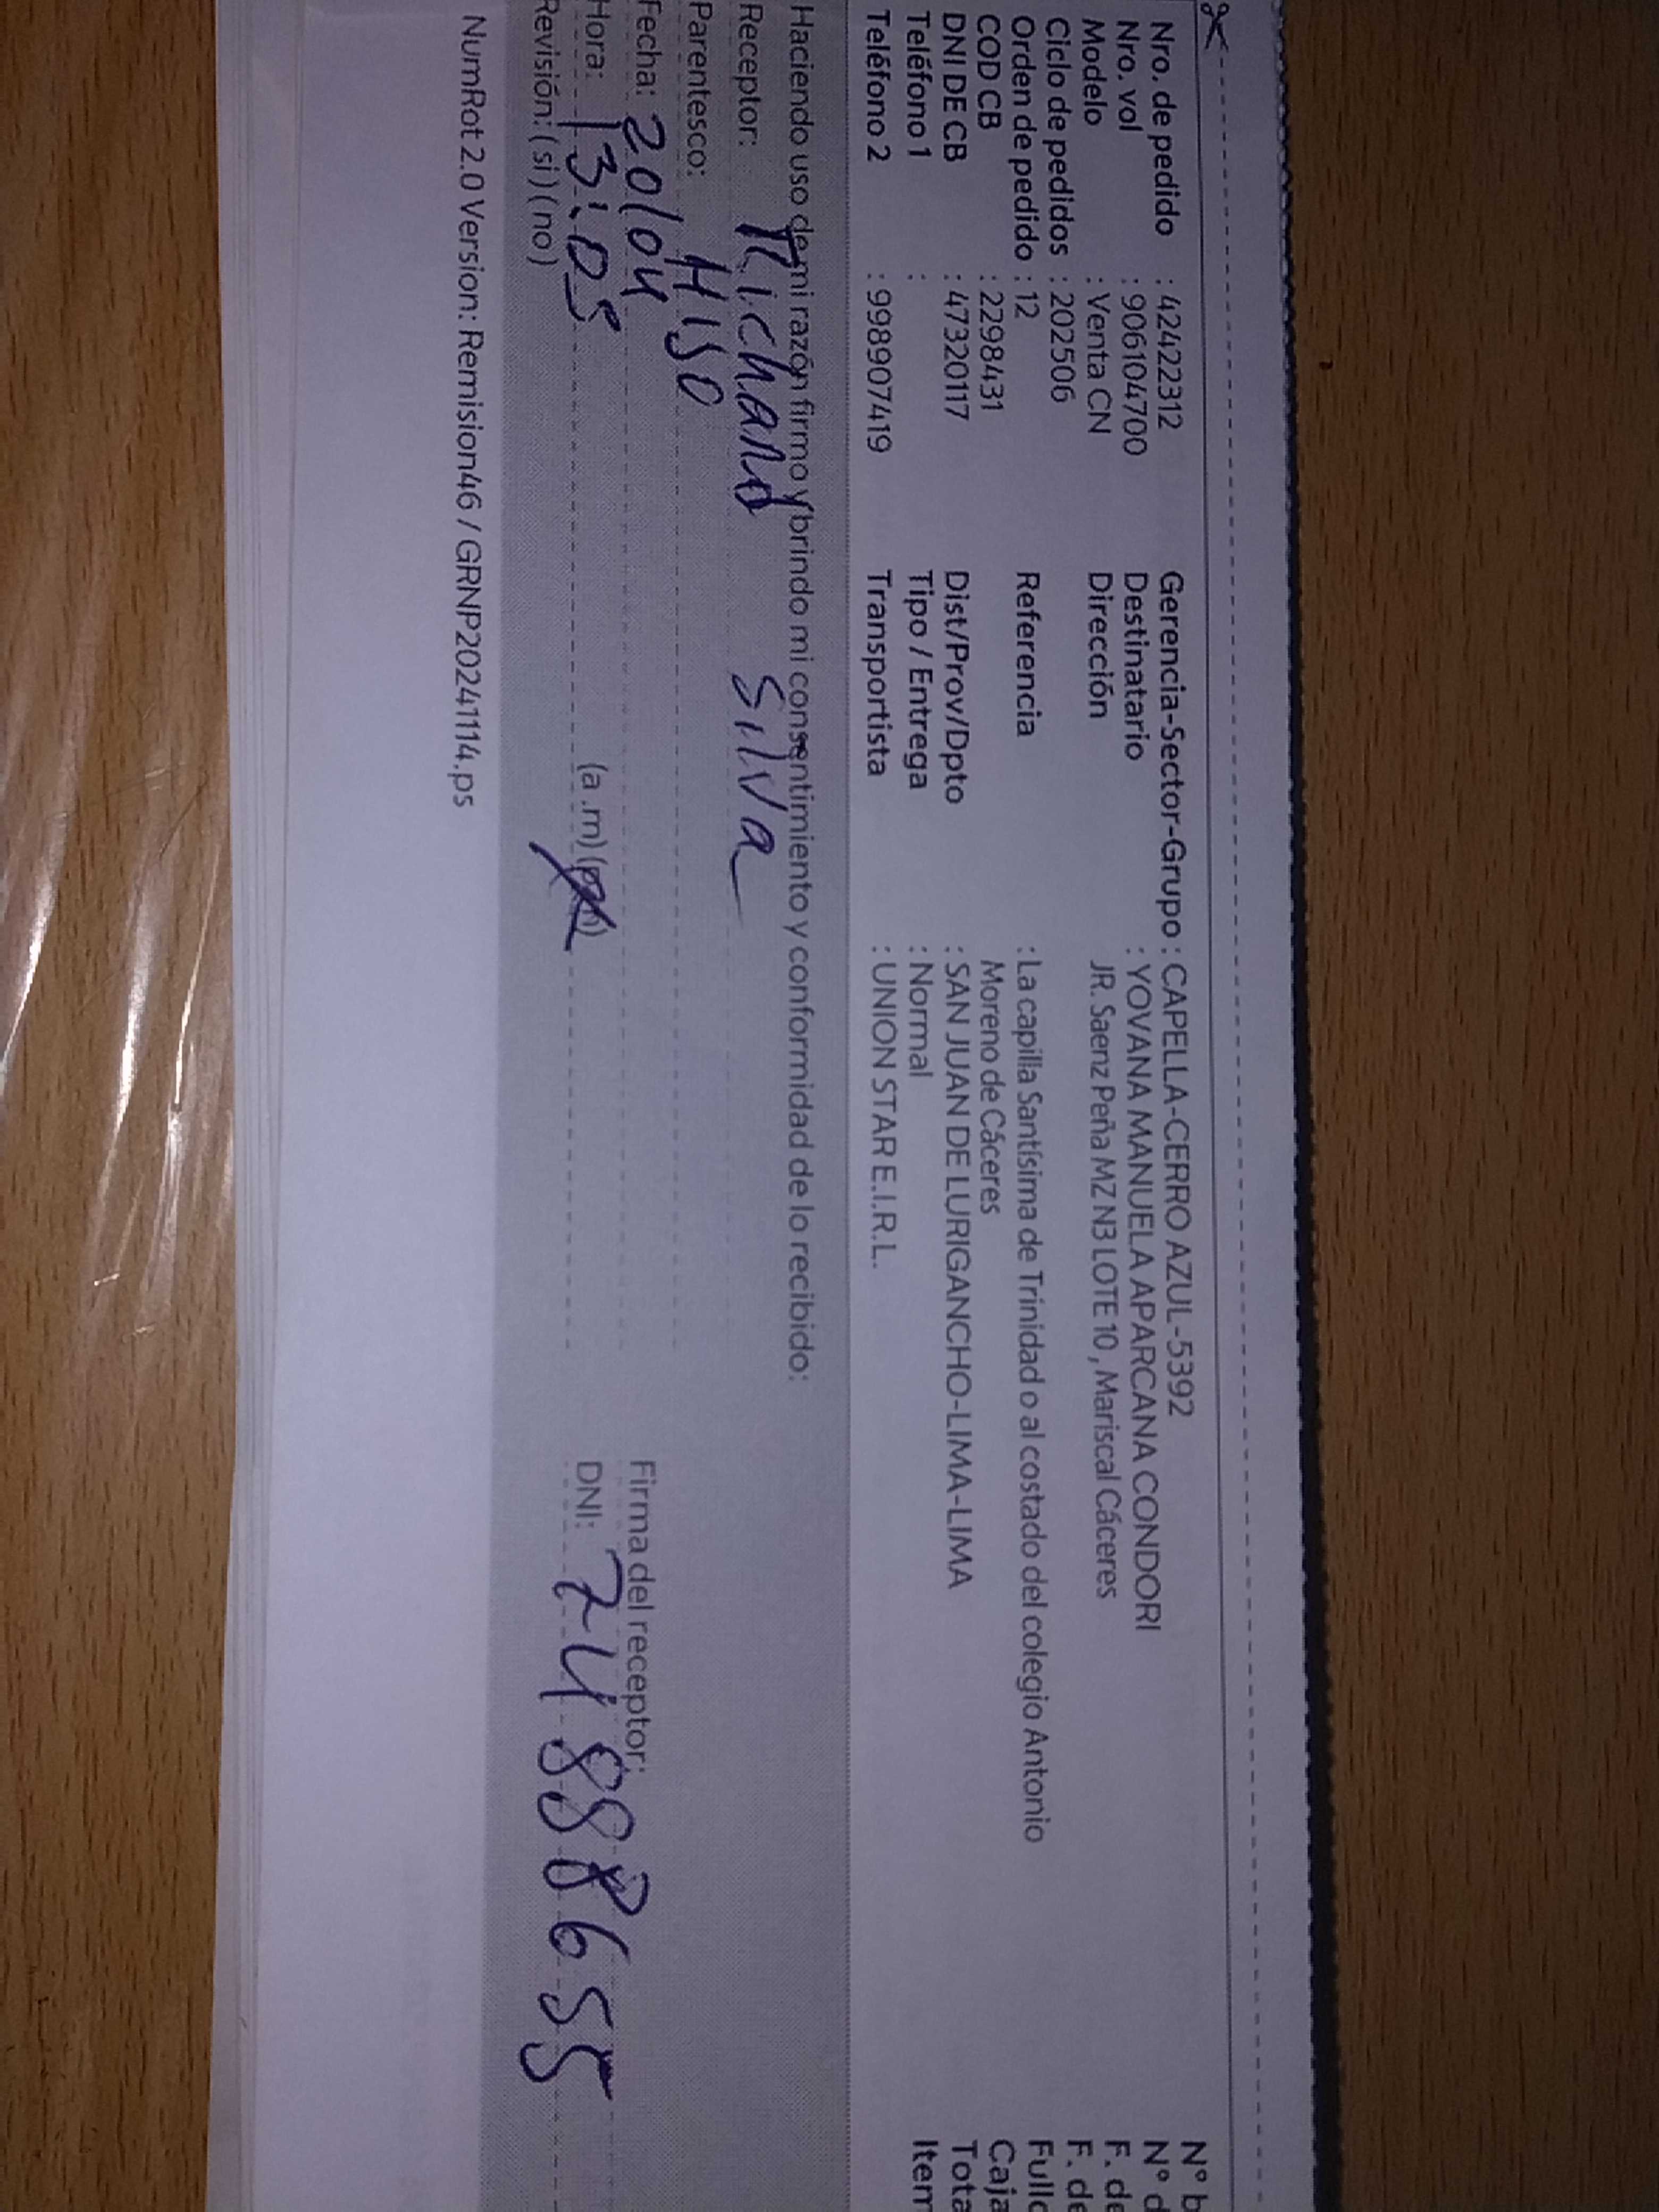 Nro. de pedido : 42422312
Nro. vol : 906104700
Modelo : Venta CN
Ciclo de pedidos : 202506
Orden de pedido : 12
COD CB : 2298431
DNI DE CB : 47320117
Teléfono 1 :
Teléfono 2 : 998907419
Gerencia-Sector-Grupo : CAPELLA-CERRO AZUL-5392
Destinatario : YOVANA MANUELA APARCANA CONDORI
Dirección JR. Saenz Peña MZ N3 LOTE 10 , Mariscal Cáceres
Referencia : La capilla Santísima de Trinidad o al costado del colegio Antonio
Moreno de Cáceres
Dist/Prov/Dpto : SAN JUAN DE LURIGANCHO-LIMA-LIMA
Tipo / Entrega : Normal
Transportista : UNION STAR E.I.R.L.
N° b
N° d
F. de
F. de
Fullc
Caja
Tota
Item
Haciendo uso de mi razón firmo y brindo mi consentimiento y conformidad de lo recibido:
Receptor: Richard Silva
Parentesco: HIJO
Fecha: 20/04
Hora: 13:05 (a .m) (p.m)
Revisión: ( si ) ( no )
Firma del receptor:
DNI: 74888655
NumRot 2.0 Version: Remision46 / GRNP20241114.ps